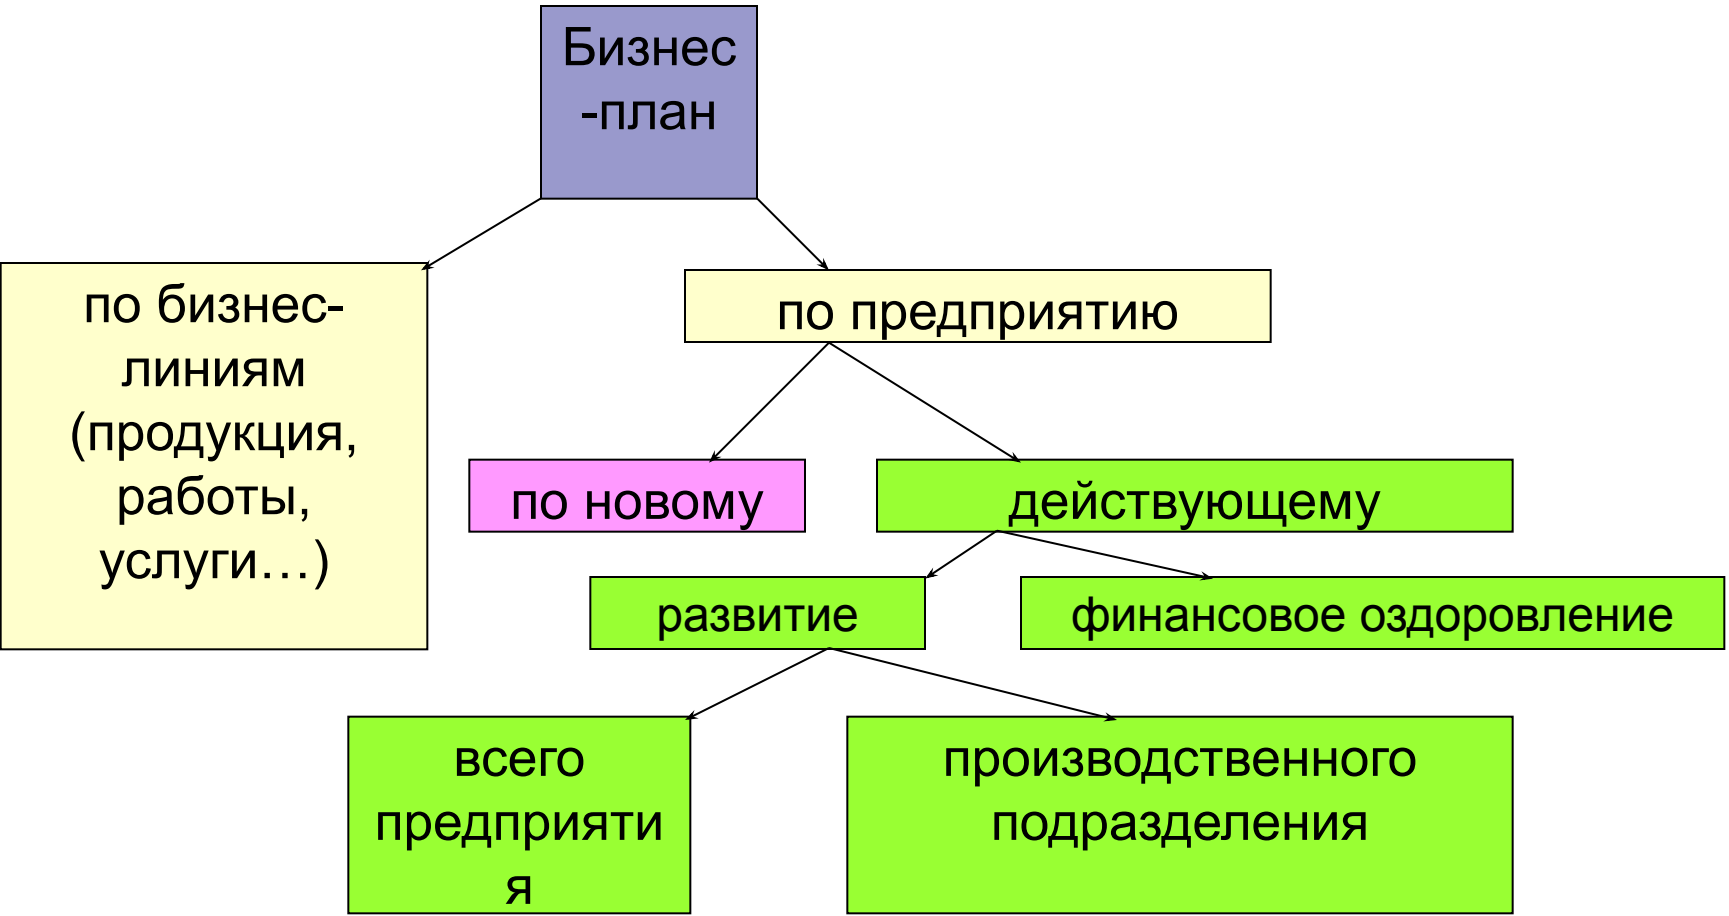 Бизнес
-план
по бизнес-
линиям
(продукция,
работы,
услуги…)
по предприятию
по новому
действующему
развитие
финансовое оздоровление
всего
предприяти
я
производственного
подразделения